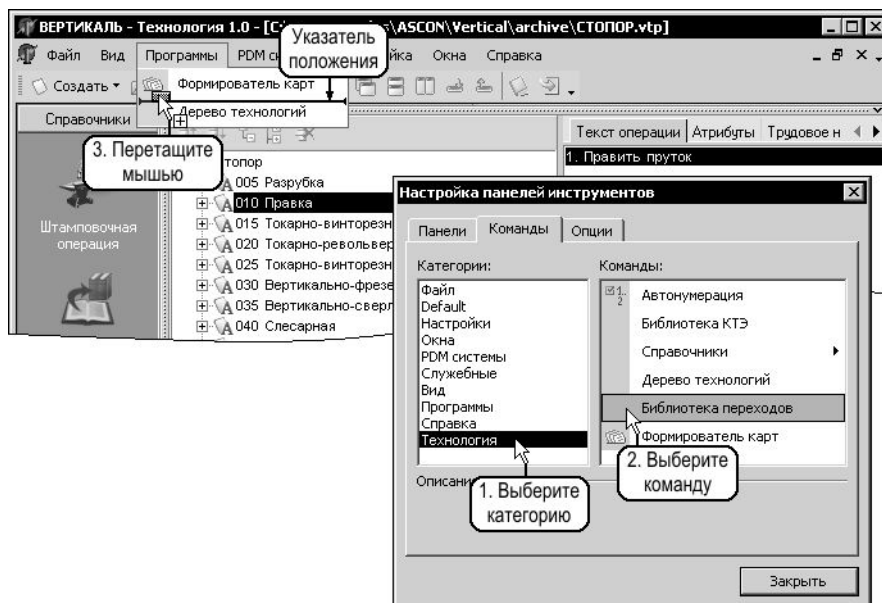 ВЕРТИКАЛЬ - Технология 1.0 - [C:\ \ASCON\Vertical\archive\СТОПОР.vtp]
Указатель
положения
Файл Вид Программы PDM си йка Окна Справка
Создать
Формирователь карт
Дерево технологий
Справочники
3. Перетащите
мышью
Текст операции Атрибуты Трудовое н
1. Править пруток
топор
005 Разрубка
010 Правка
015 Токарно-винторезн
020 Токарно-револьвер
025 Токарно-винторезн
030 Вертикально-фрезе
035 Вертикально-сверл
040 Слесарная
Штамповочная
операция
Настройка панелей инструментов
Панели Команды Опции
Категории:
Файл
Default
Настройки
Окна
PDM системы
Служебные
Вид
Программы
Справка
Технология
Команды:
Автонумерация
Библиотека КТЭ
Справочники
Дерево технологий
Библиотека переходов
Формирователь карт
Описани
1. Выберите
категорию
2. Выберите
команду
Закрыть